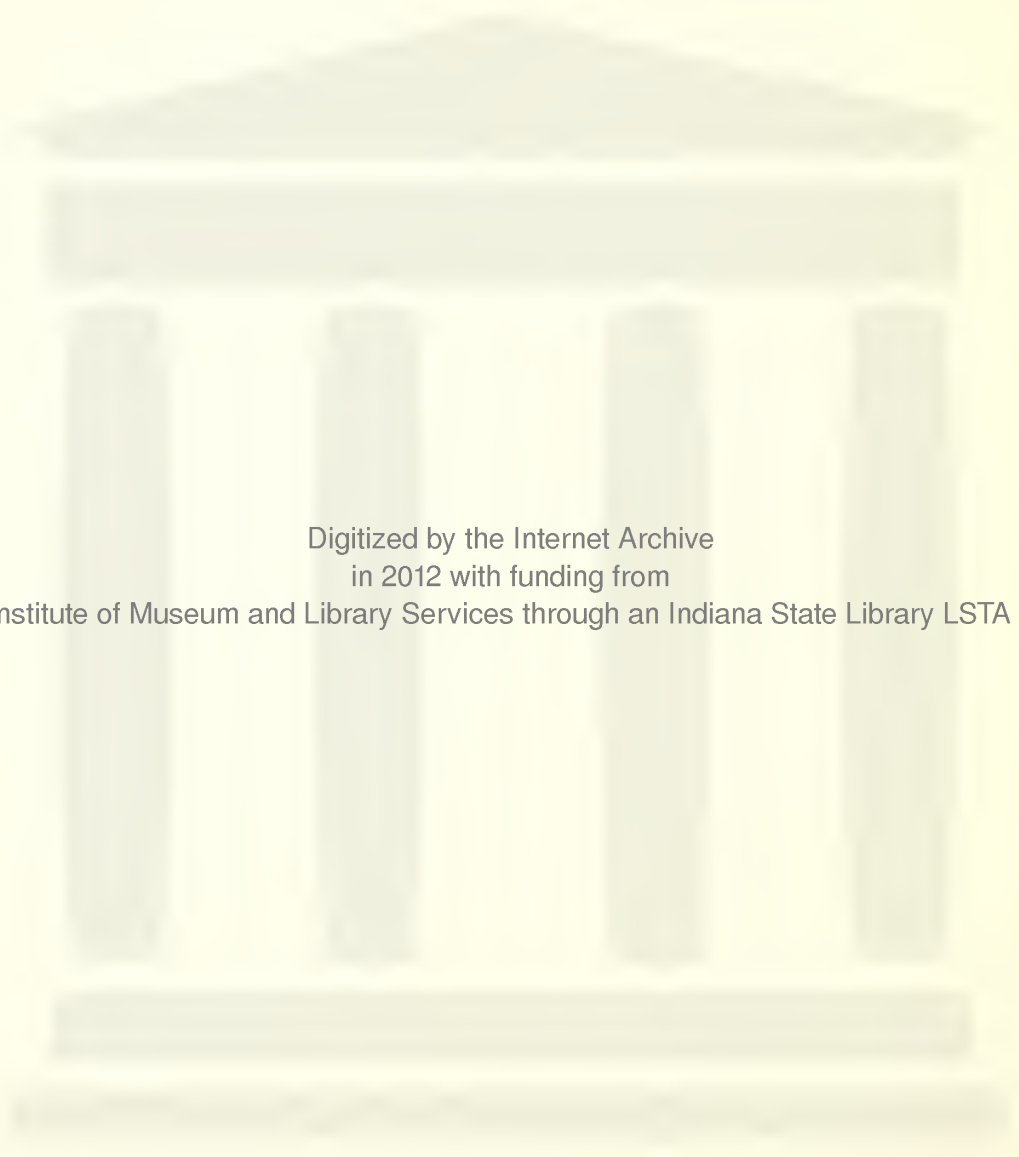 Digitized by the Internet Archive
in 2012 with funding from
nstitute of Museum and Library Services through an Indiana State Library LSTA